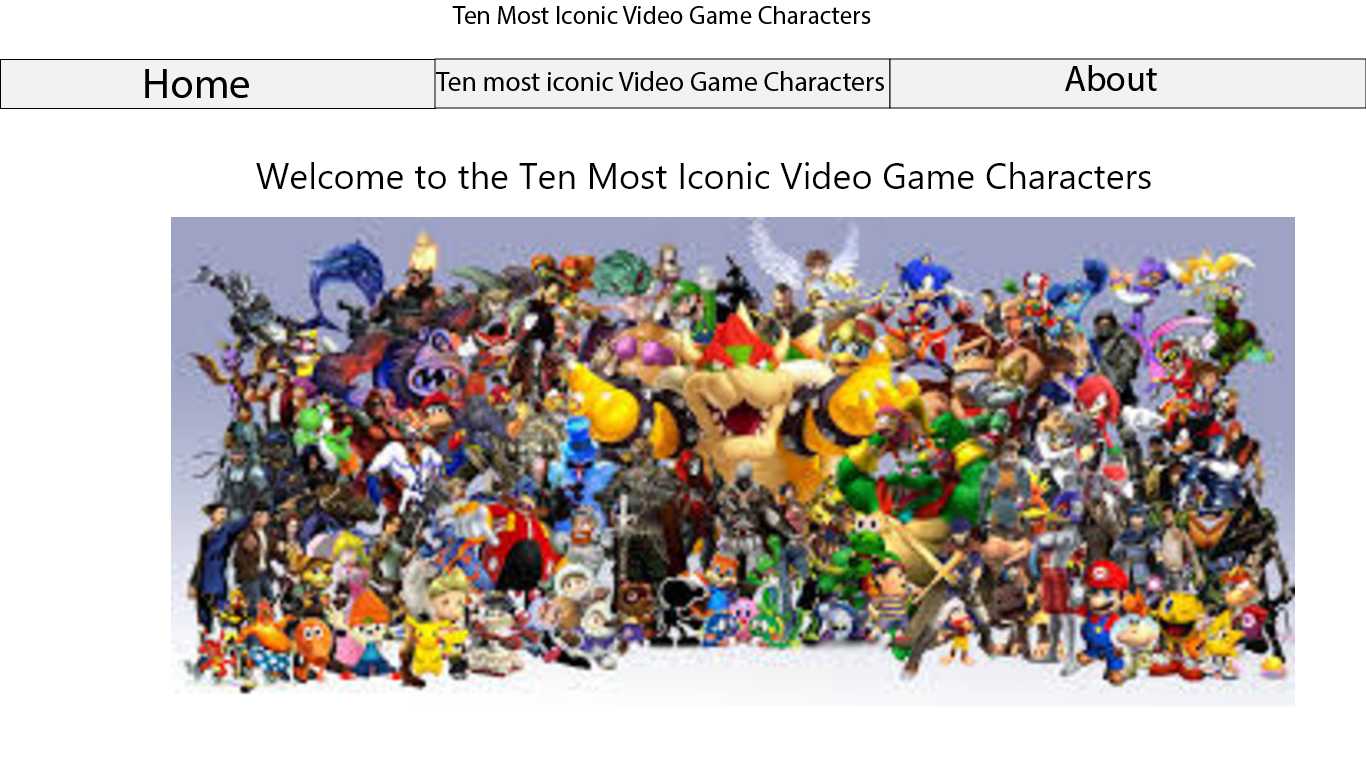 Ten Most Iconic Video Game Characters
Home
Ten most iconic Video Game Characters
About
Welcome to the Ten Most Iconic Video Game Characters